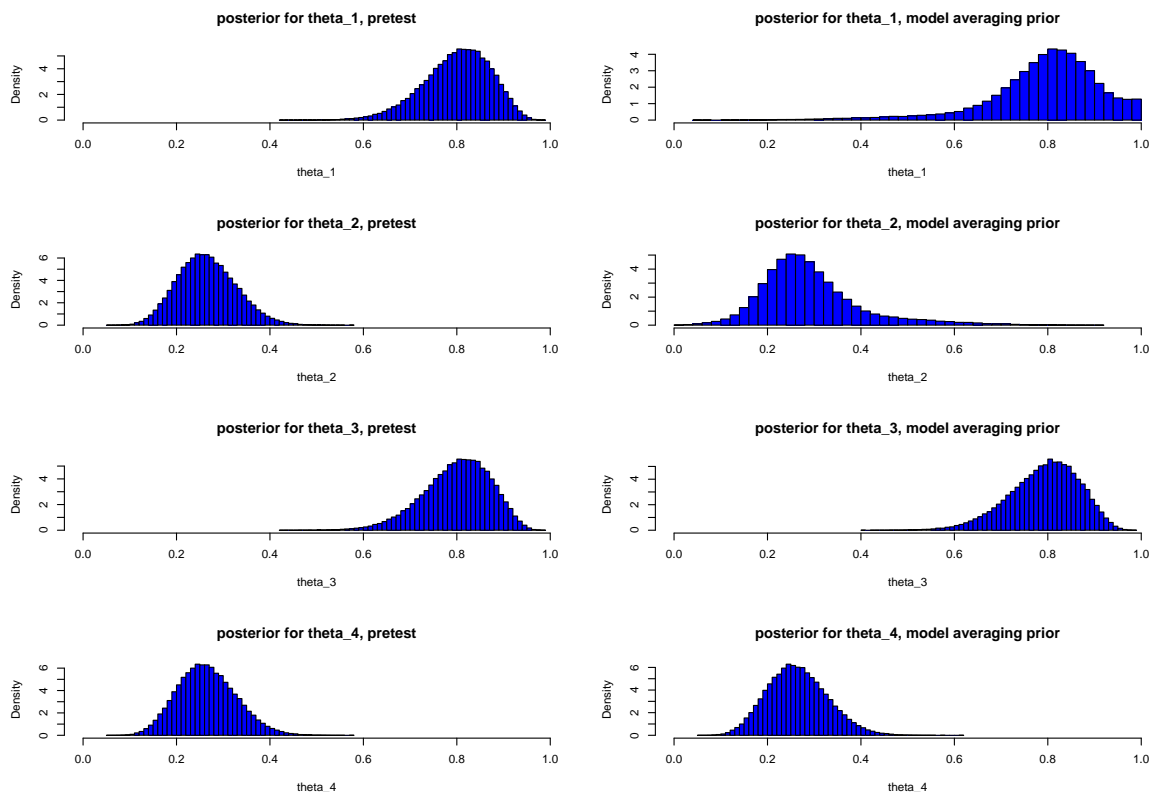 posterior for theta_1, pretest
Density
0 2 4
0.0 0.2 0.4 0.6 0.8 1.0
theta_1
posterior for theta_1, model averaging prior
Density
0 1 2 3 4
0.0 0.2 0.4 0.6 0.8 1.0
theta_1
posterior for theta_2, pretest
Density
0 2 4 6
0.0 0.2 0.4 0.6 0.8 1.0
theta_2
posterior for theta_2, model averaging prior
Density
0 2 4
0.0 0.2 0.4 0.6 0.8 1.0
theta_2
posterior for theta_3, pretest
Density
0 2 4
0.0 0.2 0.4 0.6 0.8 1.0
theta_3
posterior for theta_3, model averaging prior
Density
0 2 4
0.0 0.2 0.4 0.6 0.8 1.0
theta_3
posterior for theta_4, pretest
Density
0 2 4 6
0.0 0.2 0.4 0.6 0.8 1.0
theta_4
posterior for theta_4, model averaging prior
Density
0 2 4 6
0.0 0.2 0.4 0.6 0.8 1.0
theta_4